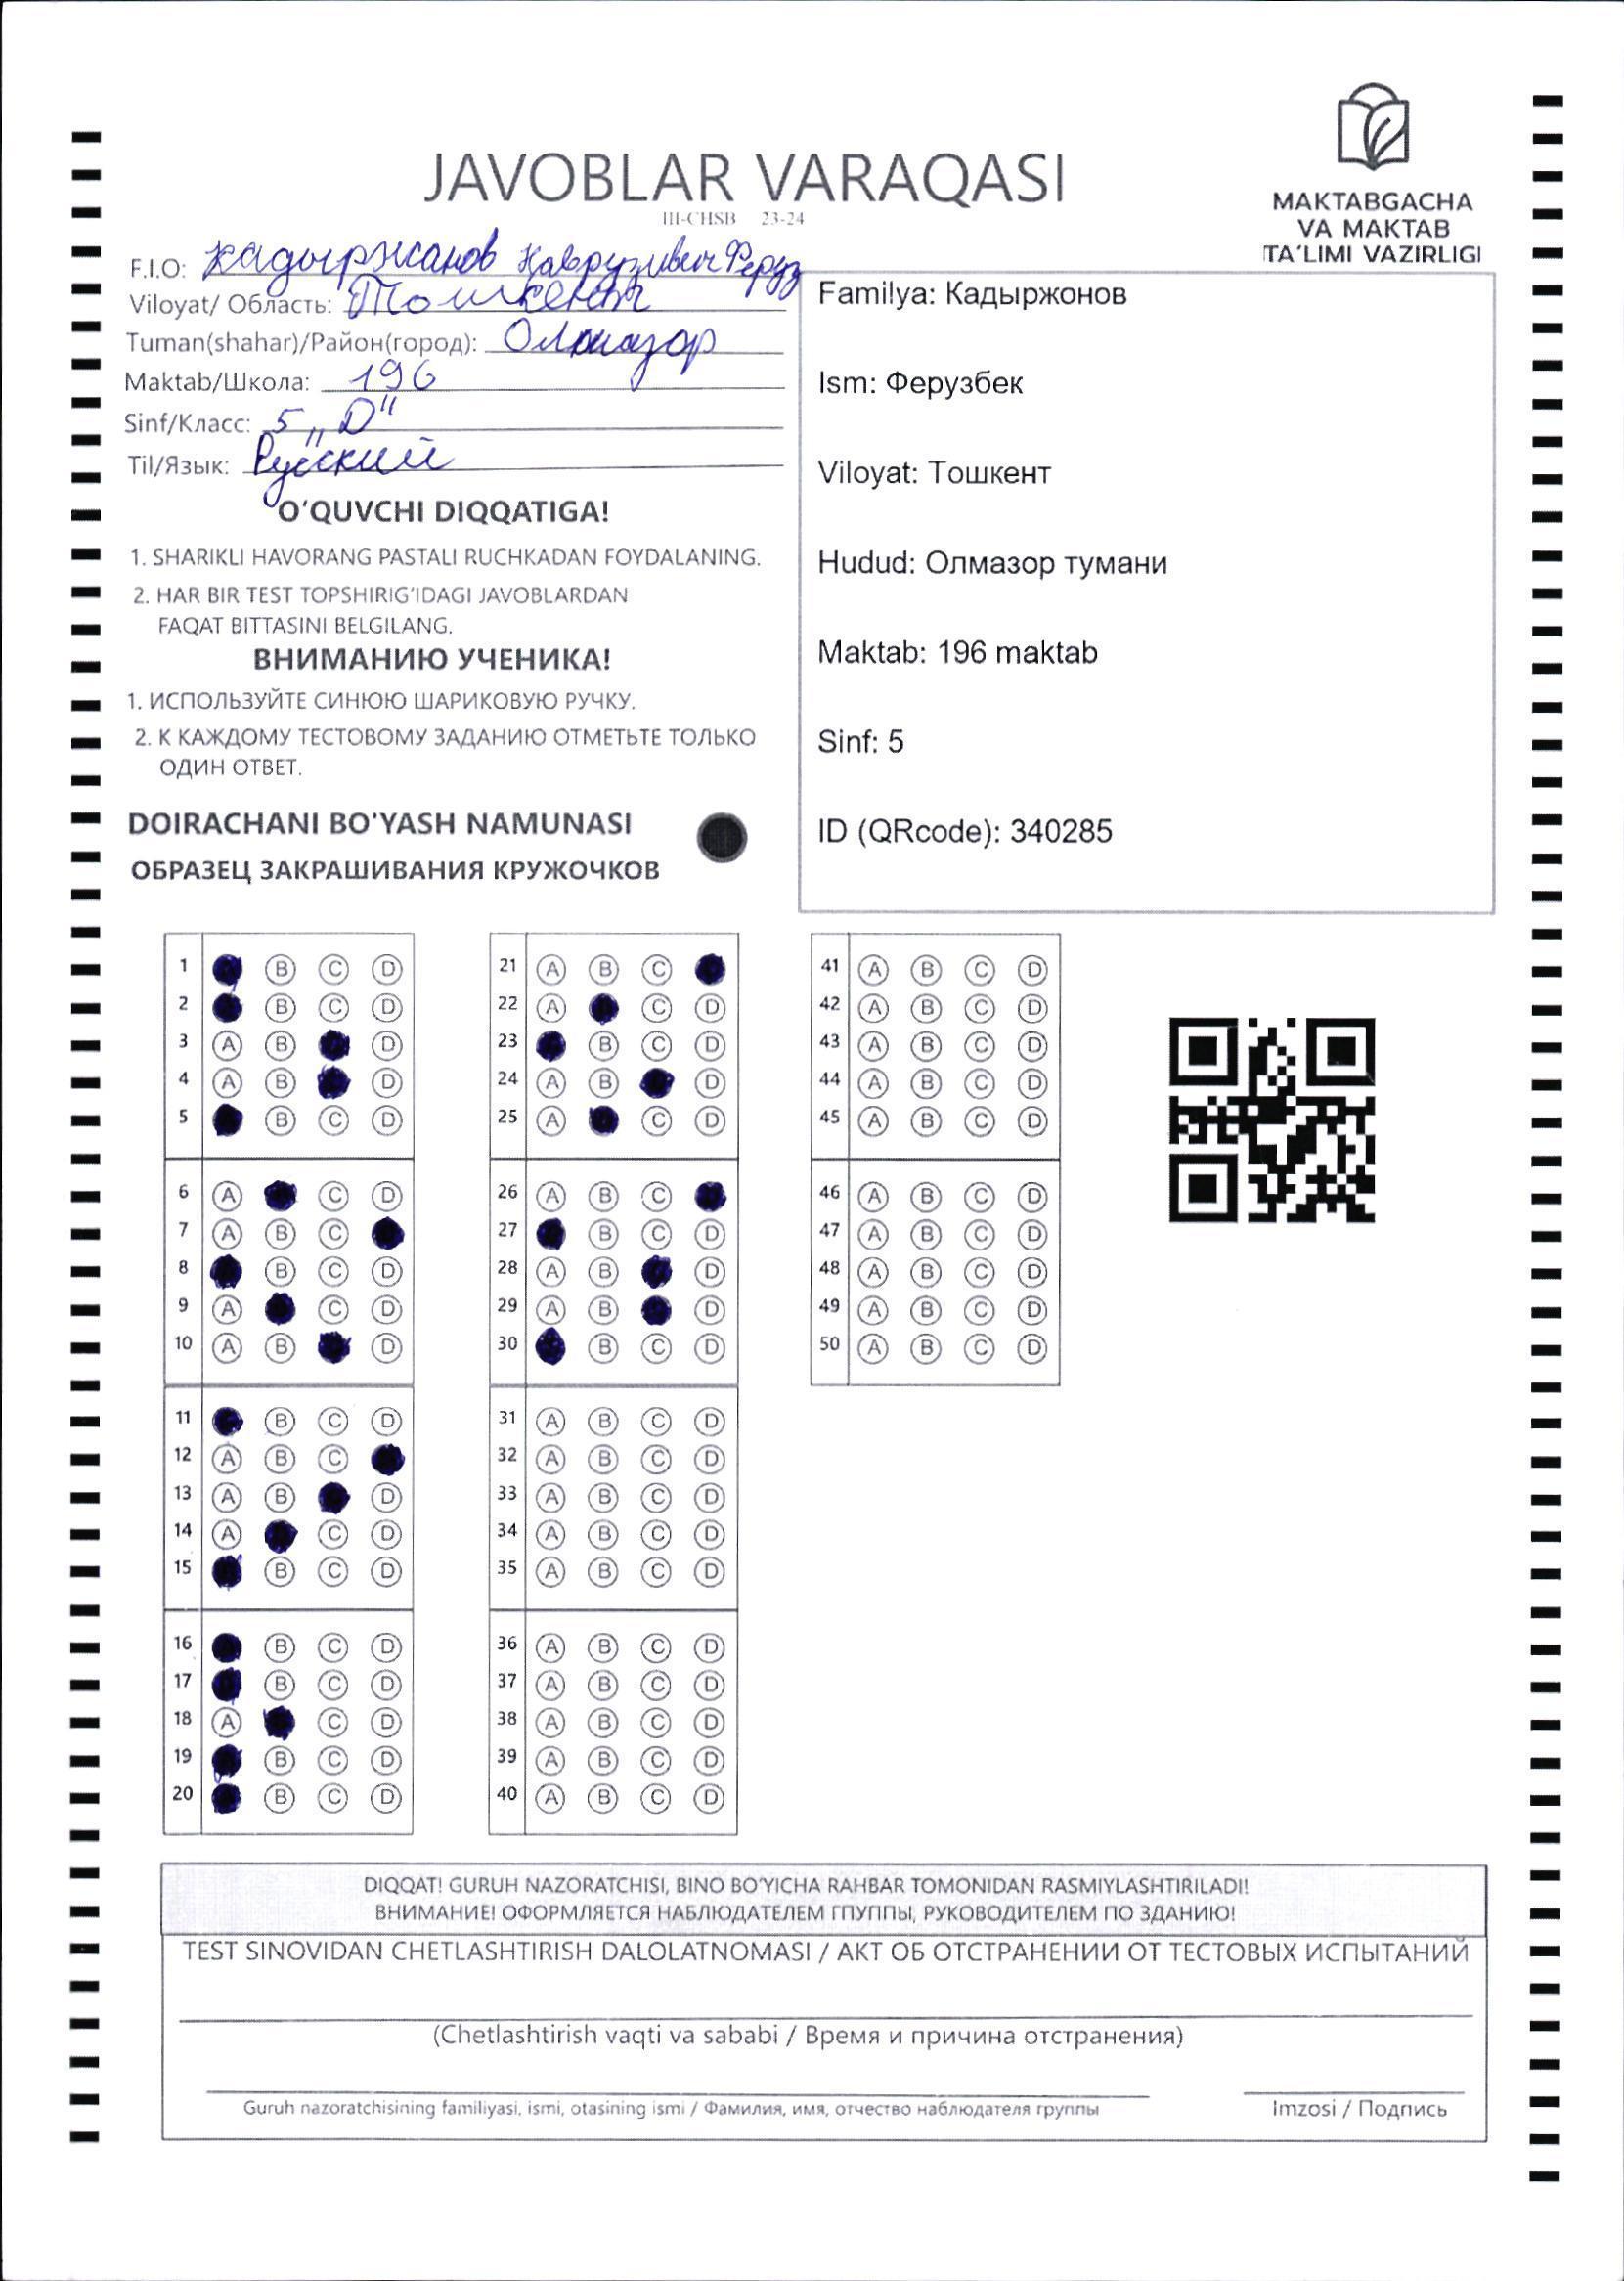 JAVOBLAR VARAQASI
III-CHSB 23-24
MAKTABGACHA
VA MAKTAB
TA'LIMI VAZIRLIGI
F.I.O: Кадыржанов Наврузивич Феруз
Viloyat/ Область: Тошкент
Tuman(shahar)/Район(город): Олмазор
Maktab/Школа: 196
Sinf/Класс: 5 „D"
Til/Язык: Русский
O'QUVCHI DIQQATIGA!
1. SHARIKLI HAVORANG PASTALI RUCHKADAN FOYDALANING.
2. HAR BIR TEST TOPSHIRIG'IDAGI JAVOBLARDAN
FAQAT BITTASINI BELGILANG.
ВНИМАНИЮ УЧЕНИКА!
1. ИСПОЛЬЗУЙТЕ СИНЮЮ ШАРИКОВУЮ РУЧКУ.
2. К КАЖДОМУ ТЕСТОВОМУ ЗАДАНИЮ ОТМЕТЬТЕ ТОЛЬКО
ОДИН ОТВЕТ.
DOIRACHANI BO'YASH NAMUNASI
ОБРАЗЕЦ ЗАКРАШИВАНИЯ КРУЖОЧКОВ
Familya: Кадыржонов
Ism: Ферузбек
Viloyat: Тошкент
Hudud: Олмазор тумани
Maktab: 196 maktab
Sinf: 5
ID (QRcode): 340285
1 B C D
2 B C D
3 A B D
4 A B D
5 B C D
6 A C D
7 A B C
8 B C D
9 A C D
10 A B D
11 B C D
12 A B C
13 A B D
14 A C D
15 B C D
16 B C D
17 B C D
18 A C D
19 B C D
20 B C D
21 A B C
22 A C D
23 B C D
24 A B D
25 A C D
26 A B C
27 B C D
28 A B D
29 A B D
30 B C D
31 A B C D
32 A B C D
33 A B C D
34 A B C D
35 A B C D
36 A B C D
37 A B C D
38 A B C D
39 A B C D
40 A B C D
41 A B C D
42 A B C D
43 A B C D
44 A B C D
45 A B C D
46 A B C D
47 A B C D
48 A B C D
49 A B C D
50 A B C D
DIQQAT! GURUH NAZORATCHISI, BINO BO'YICHA RAHBAR TOMONIDAN RASMIYLASHTIRILADI!
ВНИМАНИЕ! ОФОРМЛЯЕТСЯ НАБЛЮДАТЕЛЕМ ГПУППЫ, РУКОВОДИТЕЛЕМ ПО ЗДАНИЮ!
TEST SINOVIDAN CHETLASHTIRISH DALOLATNOMASI / АКТ ОБ ОТСТРАНЕНИИ ОТ ТЕСТОВЫХ ИСПЫТАНИЙ
(Chetlashtirish vaqti va sababi / Время и причина отстранения)
Guruh nazoratchisining familiyasi, ismi, otasining ismi / Фамилия, имя, отчество наблюдателя группы
Imzosi / Подпись